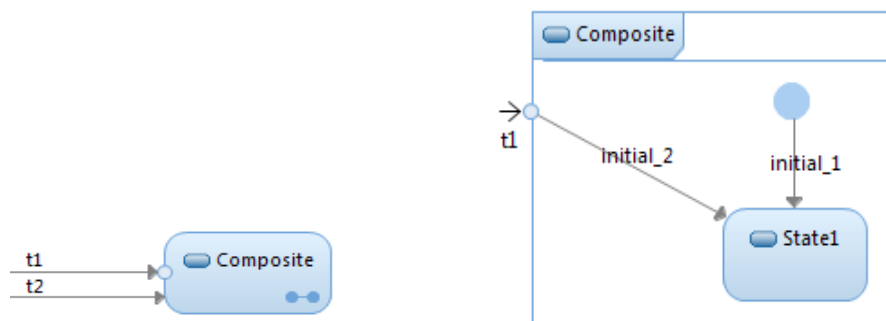 Composite
t1
initial_2
initial_1
State1
t1
Composite
t2